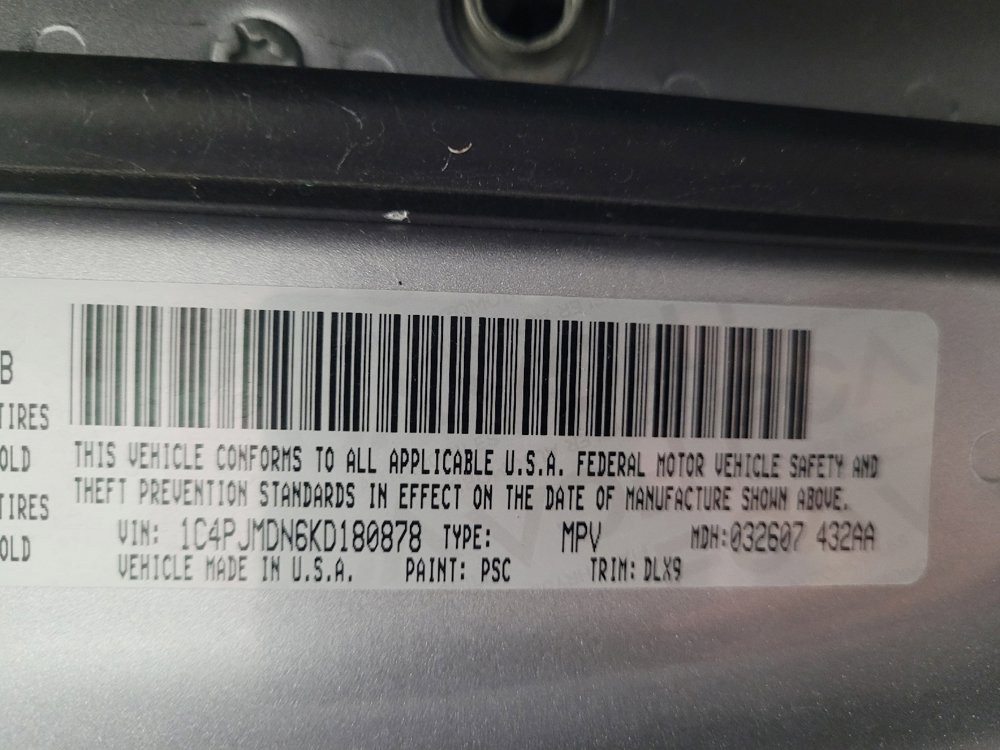 B
TIRES
OLD
TIRES
OLD
THIS VEHICLE CONFORMS TO ALL APPLICABLE U.S.A. FEDERAL MOTOR VEHICLE SAFETY AND
THEFT PREVENTION STANDARDS IN EFFECT ON THE DATE OF MANUFACTURE SHOWN ABOVE.
VIN: 1C4PJMDN6KD180878 TYPE: MPV MDH:032607 432AA
VEHICLE MADE IN U.S.A. PAINT: PSC TRIM: DLX9